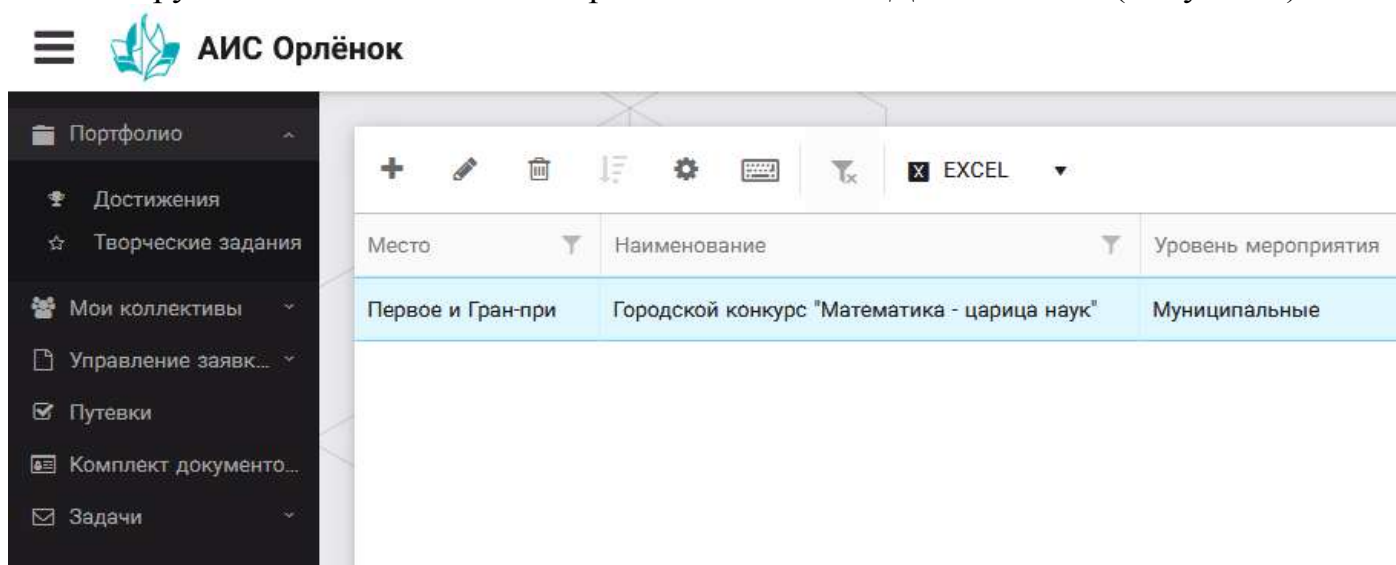 АИС Орлёнок
Портфолио
Достижения
Творческие задания
Мои коллективы
Управление заявк...
Путевки
Комплект документо...
Задачи
EXCEL
Место Наименование Уровень мероприятия
Первое и Гран-при Городской конкурс "Математика - царица наук" Муниципальные